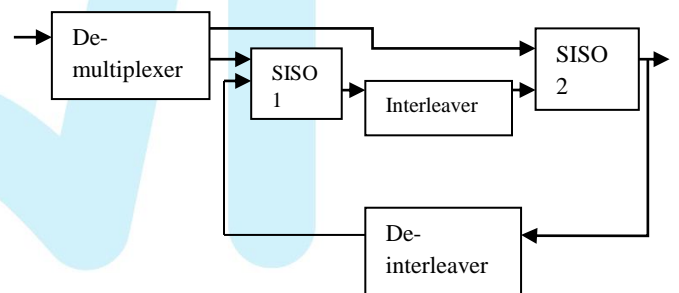 De-
multiplexer
SISO
1
Interleaver
SISO
2
De-
interleaver